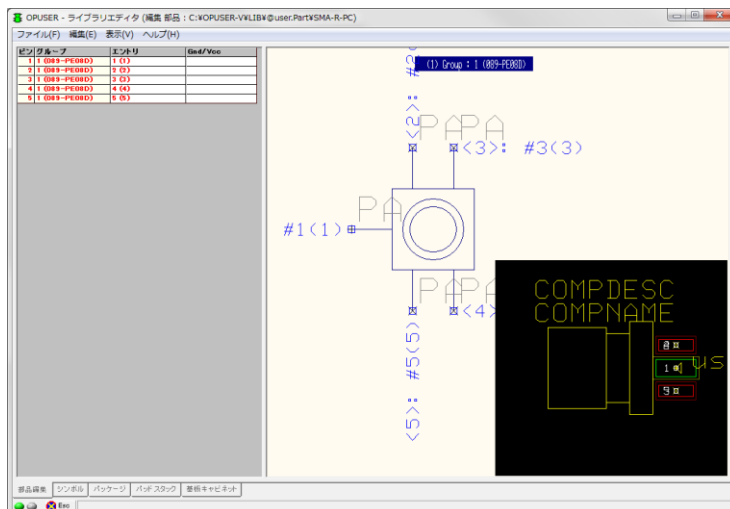 OPUSER - ライブラリエディタ (編集 部品 : C:¥OPUSER-V¥LIB¥@user.Part¥SMA-R-PC)
ファイル(F) 編集(E) 表示(V) ヘルプ(H)
ピン グループ エントリ Gnd/Vcc
1 1 (089-PE08D) 1 (1)
2 1 (089-PE08D) 2 (2)
3 1 (089-PE08D) 3 (3)
4 1 (089-PE08D) 4 (4)
5 1 (089-PE08D) 5 (5)
(1) Group : 1 (089-PE08D)
<2>: #2
PA PA
<3>: #3(3)
PA
#1(1)
PA PA
<4>
<5>: #5(5)
COMPDESC
COMPNAME
2
1
us
部品編集 シンボル パッケージ パッドスタック 基板キャビネット
Esc